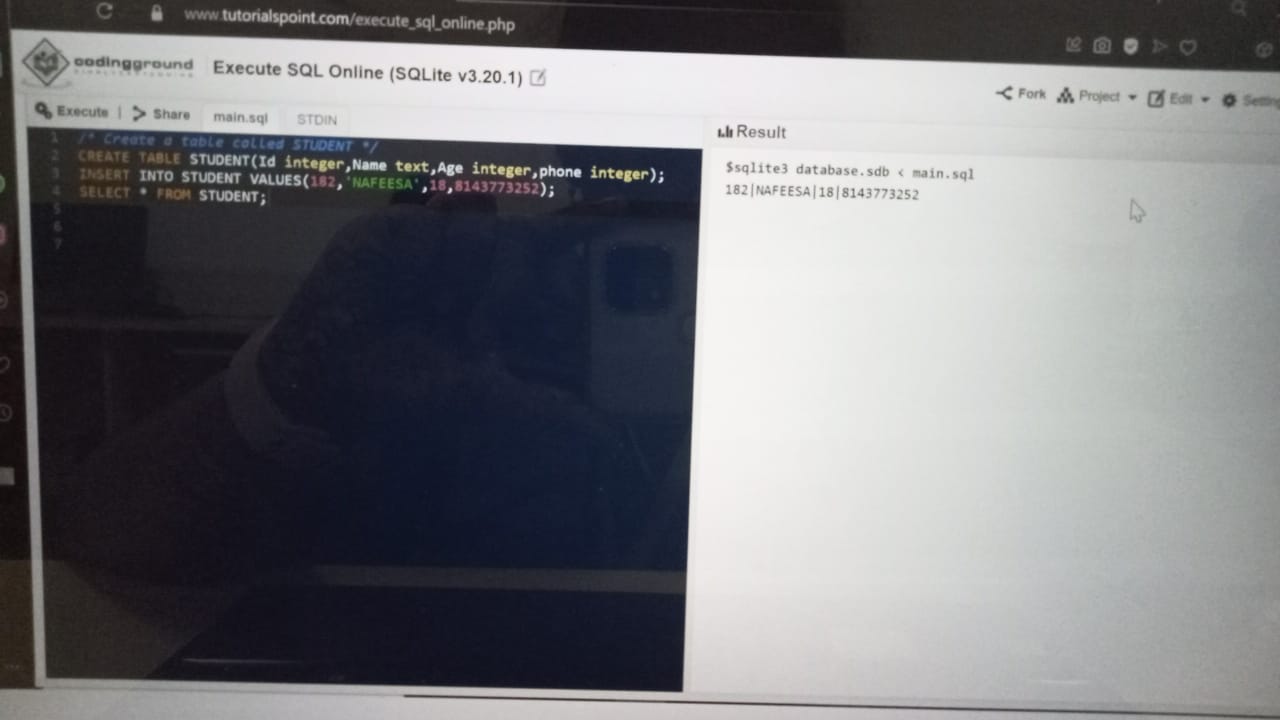 www.tutorialspoint.com/execute_sql_online.php
codingground
Execute SQL Online (SQLite v3.20.1)
Fork Project Edit
Execute | Share main.sql STDIN
Result
1 /* Create a table called STUDENT */
2 CREATE TABLE STUDENT(Id integer,Name text,Age integer,phone integer);
3 INSERT INTO STUDENT VALUES(182,'NAFEESA',18,8143773252);
4 SELECT * FROM STUDENT;
5
6
7
$sqlite3 database.sdb < main.sql
182|NAFEESA|18|8143773252